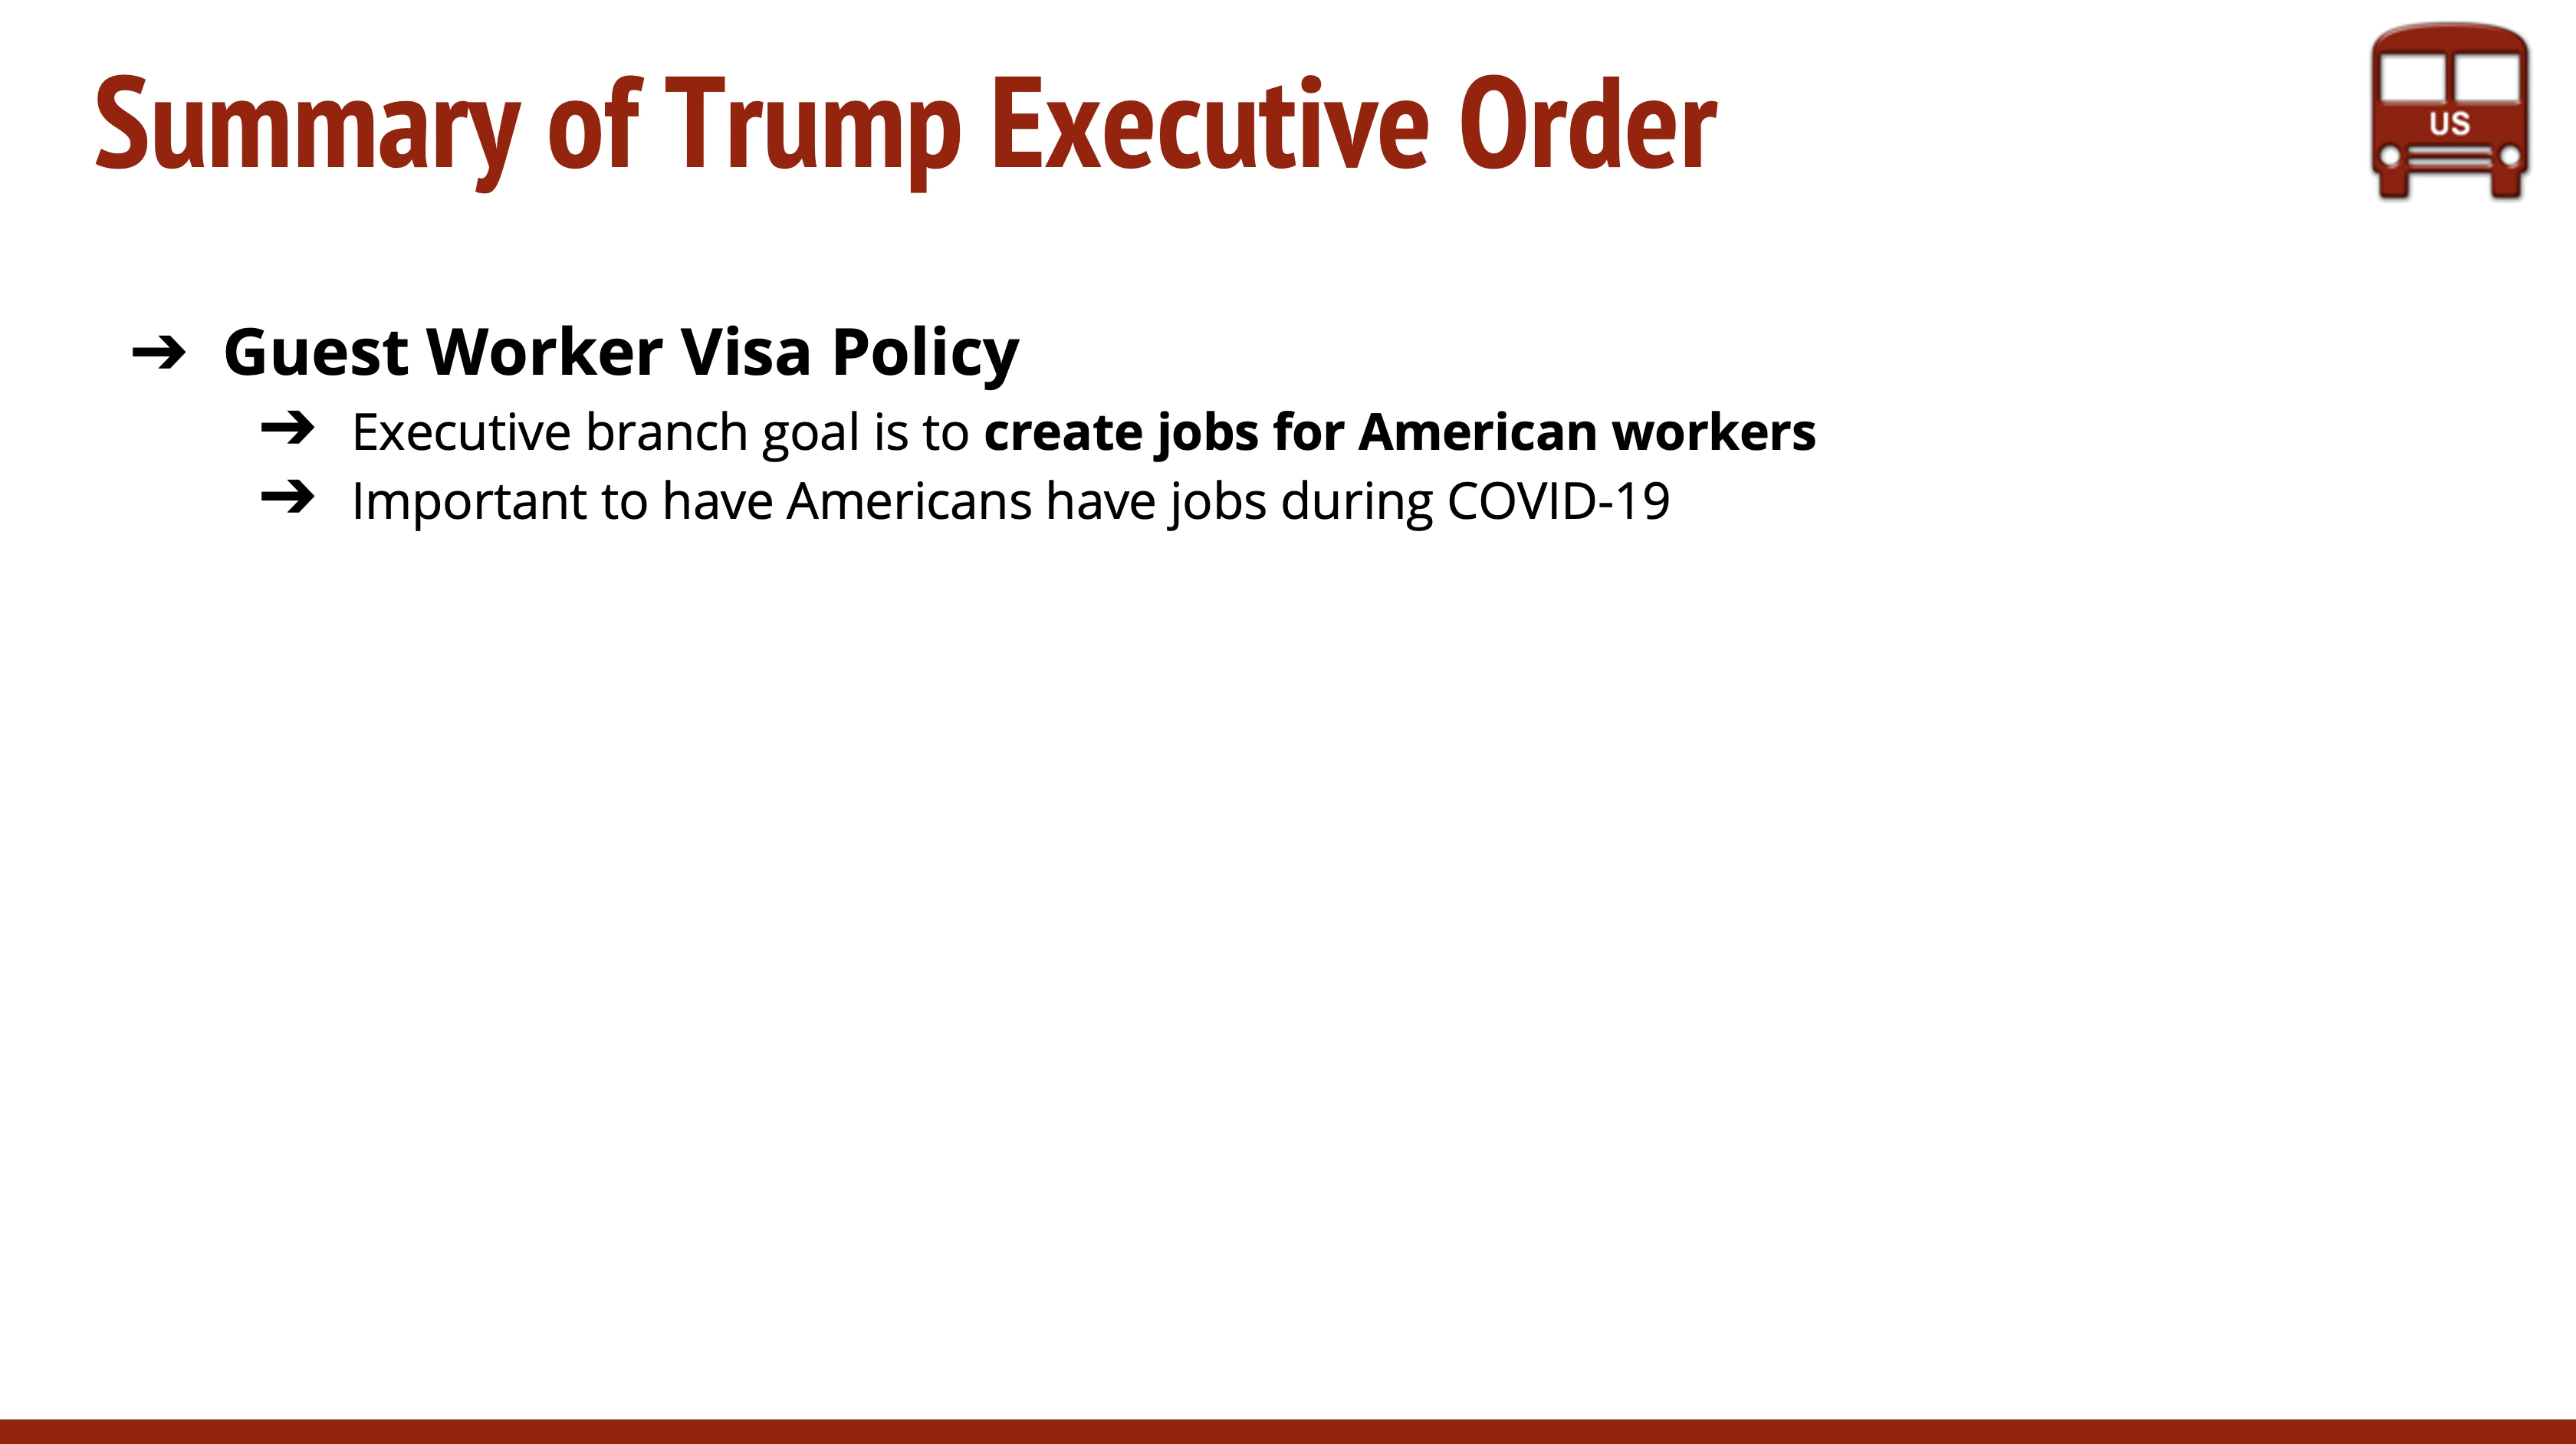 Summary of Trump Executive Order
US
➔ Guest Worker Visa Policy
➔ Executive branch goal is to create jobs for American workers
➔ Important to have Americans have jobs during COVID-19